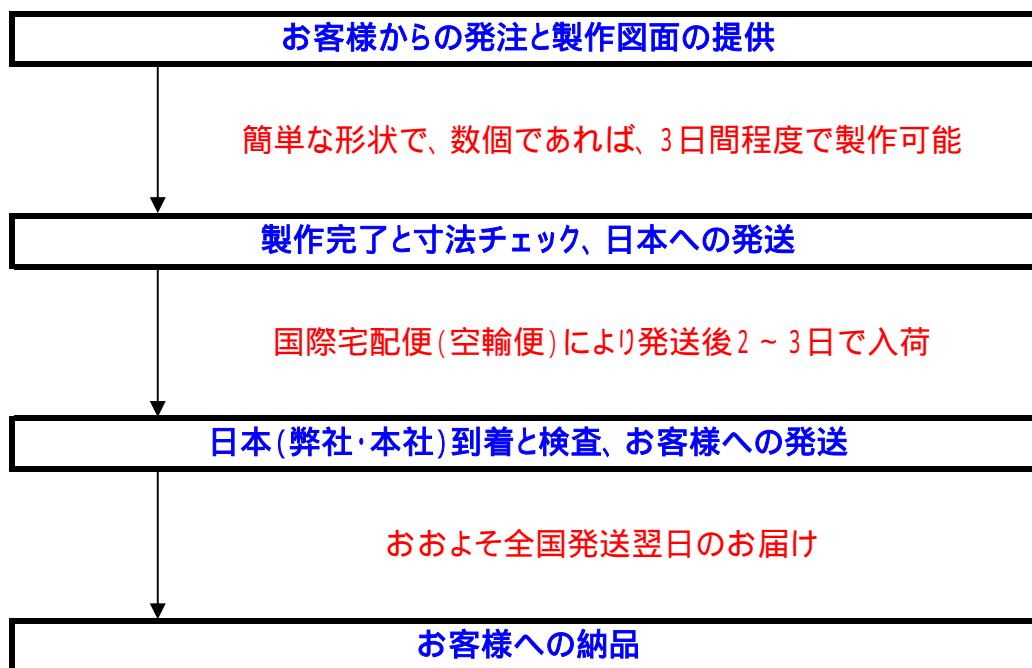 お客様からの発注と製作図面の提供
簡単な形状で、数個であれば、3日間程度で製作可能
製作完了と寸法チェック、日本への発送
国際宅配便(空輸便)により発送後2~3日で入荷
日本(弊社・本社)到着と検査、お客様への発送
おおよそ全国発送翌日のお届け
お客様への納品